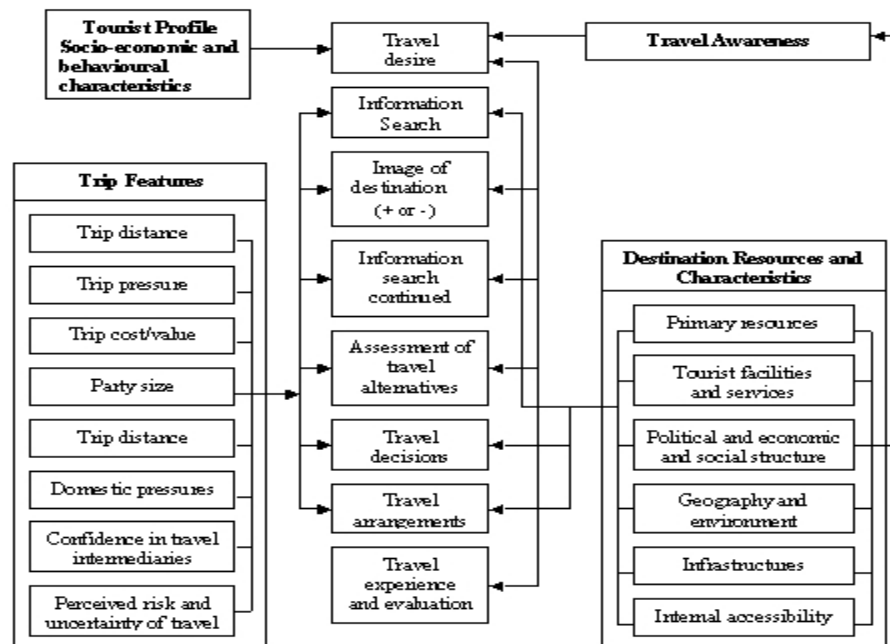 Tourist Profile
Socio-economic and
behavioural
characteristics
Travel
desire
Travel Awareness
Information
Search
Image of
destination
(+ or -)
Information
search
continued
Assessment of
travel
alternatives
Travel
decisions
Travel
arrangements
Travel
experience
and evaluation
Trip Features
Trip distance
Trip pressure
Trip cost/value
Party size
Trip distance
Domestic pressures
Confidence in travel
intermediaries
Perceived risk and
uncertainty of travel
Destination Resources and
Characteristics
Primary resources
Tourist facilities
and services
Political and economic
and social structure
Geography and
environment
Infrastructures
Internal accessibility